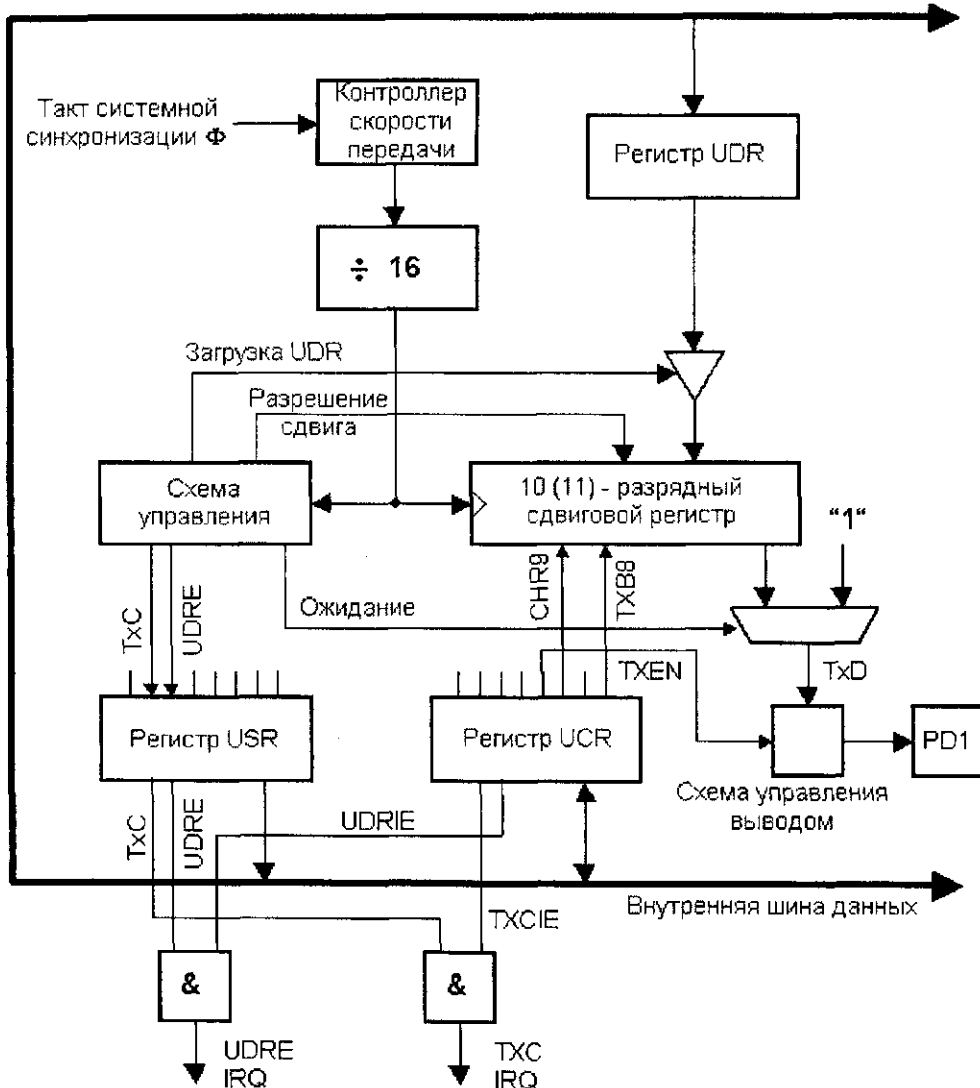 Такт системной
синхронизации Ф
Контроллер
скорости
передачи
Регистр UDR
÷ 16
Загрузка UDR
Разрешение
сдвига
Схема
управления
10 (11) - разрядный
сдвиговой регистр
"1"
TxC
UDRE
Ожидание
CHR9
TXB8
TXEN
TxD
Регистр USR
Регистр UCR
PD1
Схема управления
выводом
TxC
UDRE
UDRIE
Внутренняя шина данных
TXCIE
&
&
UDRE
IRQ
TXC
IRQ